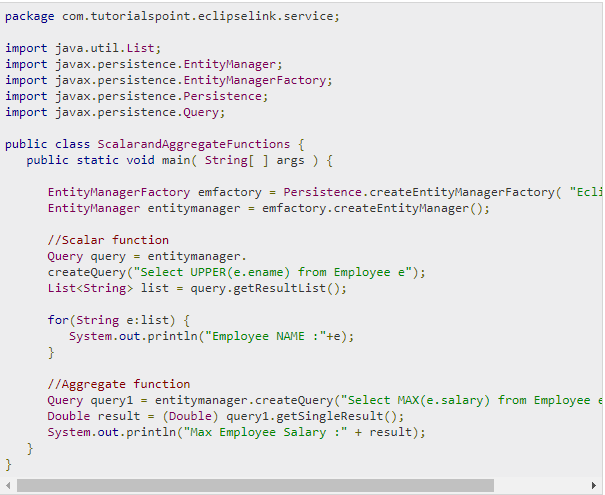 package com.tutorialspoint.eclipselink.service;
import java.util.List;
import javax.persistence.EntityManager;
import javax.persistence.EntityManagerFactory;
import javax.persistence.Persistence;
import javax.persistence.Query;
public class ScalarandAggregateFunctions {
public static void main( String[ ] args ) {
EntityManagerFactory emfactory = Persistence.createEntityManagerFactory( "Ecli
EntityManager entitymanager = emfactory.createEntityManager();
//Scalar function
Query query = entitymanager.
createQuery("Select UPPER(e.ename) from Employee e");
List<String> list = query.getResultList();
for(String e:list) {
System.out.println("Employee NAME :"+e);
}
//Aggregate function
Query query1 = entitymanager.createQuery("Select MAX(e.salary) from Employee e
Double result = (Double) query1.getSingleResult();
System.out.println("Max Employee Salary :" + result);
}
}